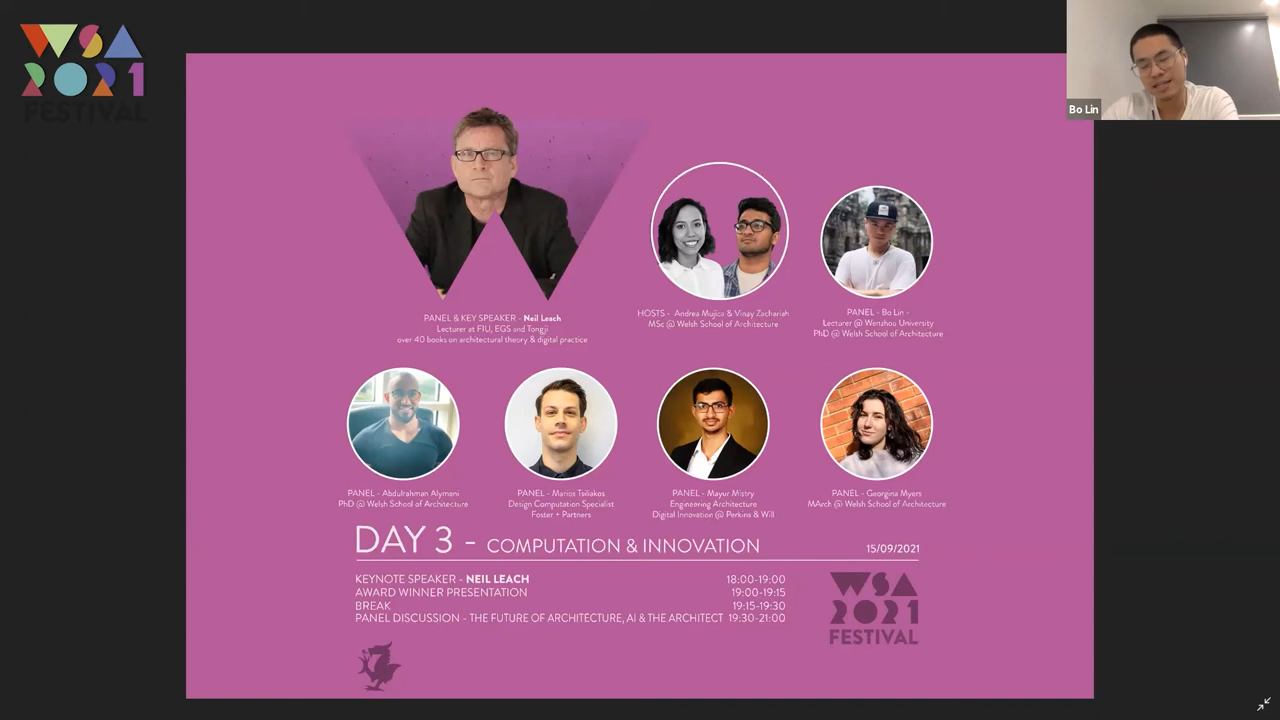 WSA
2021
FESTIVAL
Bo Lin
PANEL & KEY SPEAKER - Neil Leach
Lecturer at FIU, EGS and Tongji
over 40 books on architectural theory & digital practice
HOSTS - Andrea Mujica & Vinay Zachariah
MSc @ Welsh School of Architecture
PANEL - Bo Lin -
Lecturer @ Wenzhou University
PhD @ Welsh School of Architecture
PANEL - Abdulrahman Alymani
PhD @ Welsh School of Architecture
PANEL - Marios Tsiliakos
Design Computation Specialist
Foster + Partners
PANEL - Mayur Mistry
Engineering Architecture
Digital Innovation @ Perkins & Will
PANEL - Georgina Myers
MArch @ Welsh School of Architecture
DAY 3 - COMPUTATION & INNOVATION 15/09/2021
KEYNOTE SPEAKER - NEIL LEACH 18:00-19:00
AWARD WINNER PRESENTATION 19:00-19:15
BREAK 19:15-19:30
PANEL DISCUSSION - THE FUTURE OF ARCHITECTURE, AI & THE ARCHITECT 19:30-21:00
WSA
2021
FESTIVAL